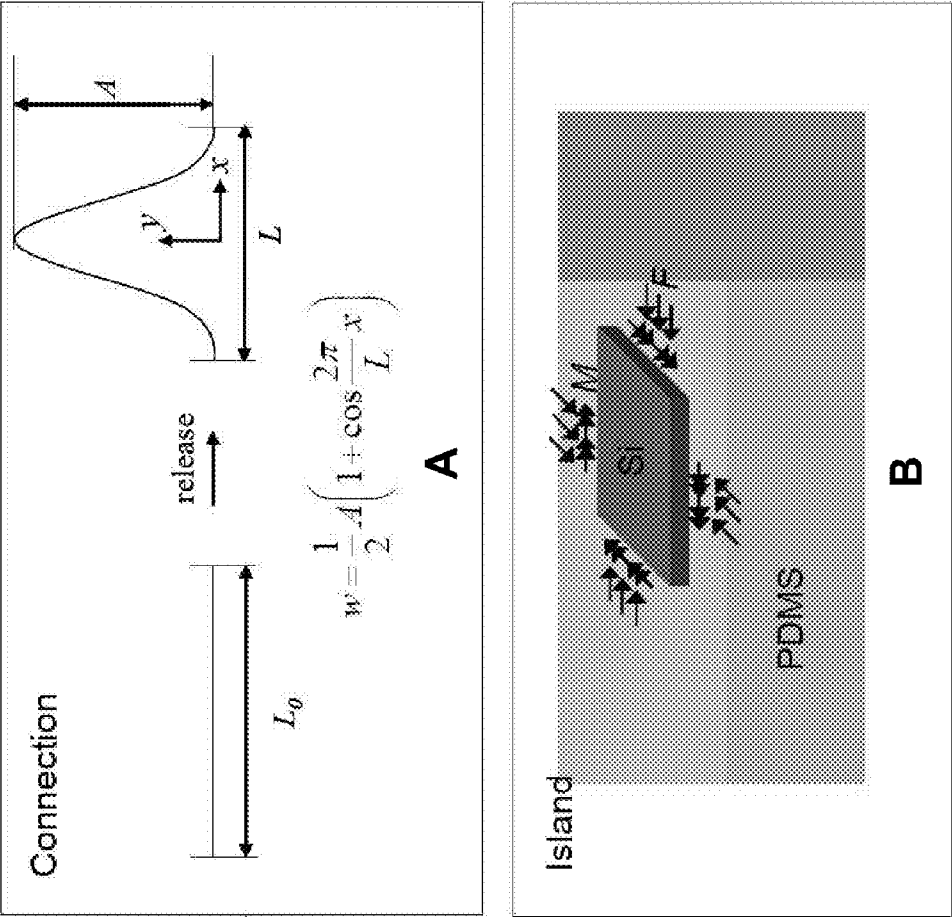 Connection
L₀
release
A
y
x
L
w = 1/2 A (1 + cos 2π/L x)
A
Island
M
F
Si
PDMS
B